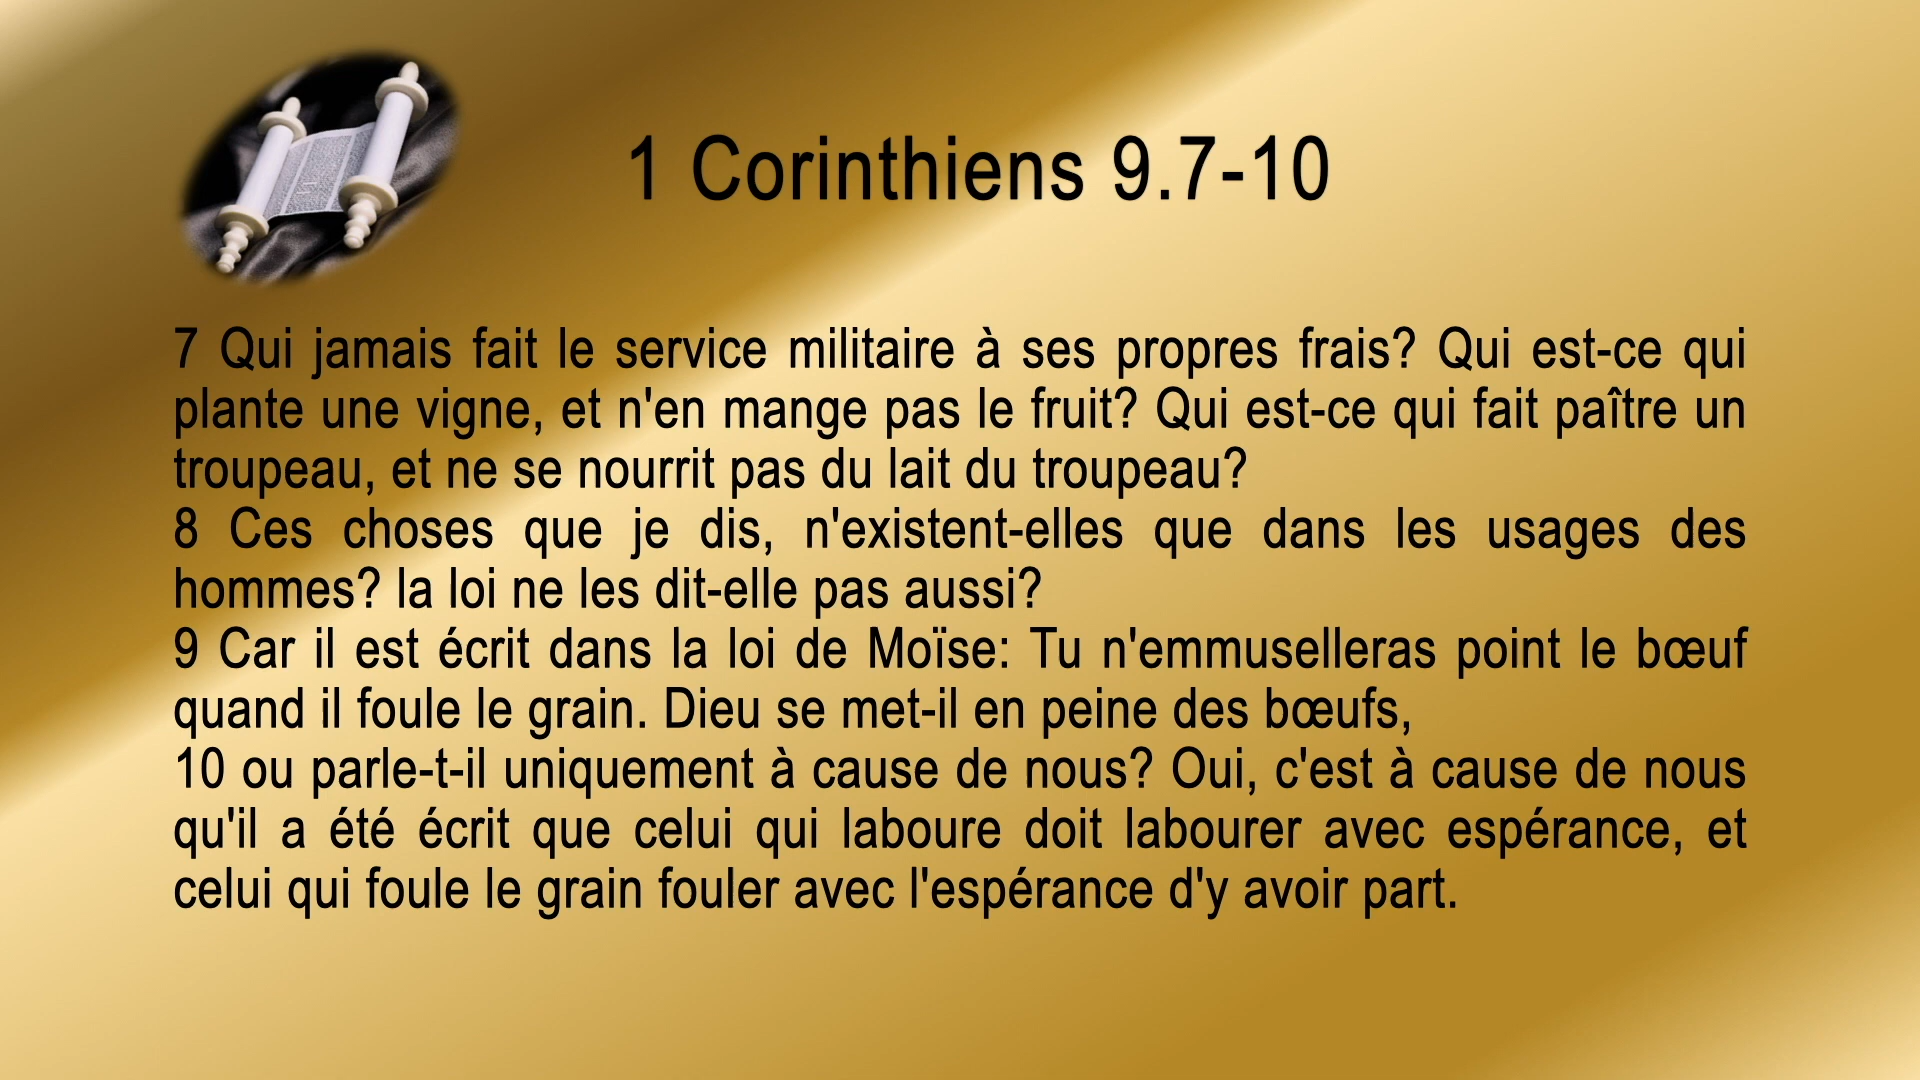 1 Corinthiens 9.7-10
7 Qui jamais fait le service militaire à ses propres frais? Qui est-ce qui
plante une vigne, et n'en mange pas le fruit? Qui est-ce qui fait paître un
troupeau, et ne se nourrit pas du lait du troupeau?
8 Ces choses que je dis, n'existent-elles que dans les usages des
hommes? la loi ne les dit-elle pas aussi?
9 Car il est écrit dans la loi de Moïse: Tu n'emmuselleras point le bœuf
quand il foule le grain. Dieu se met-il en peine des bœufs,
10 ou parle-t-il uniquement à cause de nous? Oui, c'est à cause de nous
qu'il a été écrit que celui qui laboure doit labourer avec espérance, et
celui qui foule le grain fouler avec l'espérance d'y avoir part.